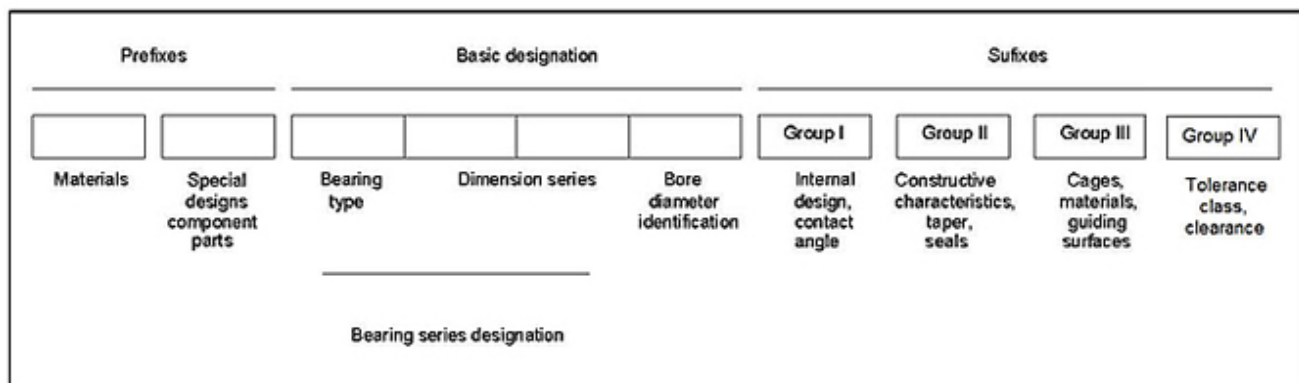 Prefixes Basic designation Sufixes
Group I Group II Group III Group IV
Materials
Special
designs
component
parts
Bearing
type
Dimension series
Bore
diameter
identification
Internal
design,
contact
angle
Constructive
characteristics,
taper,
seals
Cages,
materials,
guiding
surfaces
Tolerance
class,
clearance
Bearing series designation